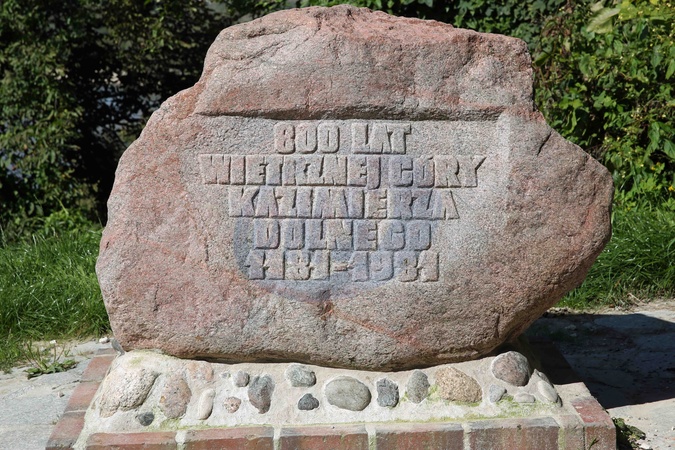 800 LAT
WIETRZNEJ GÓRY
KAZIMIERZA
DOLNEGO
1181-1981